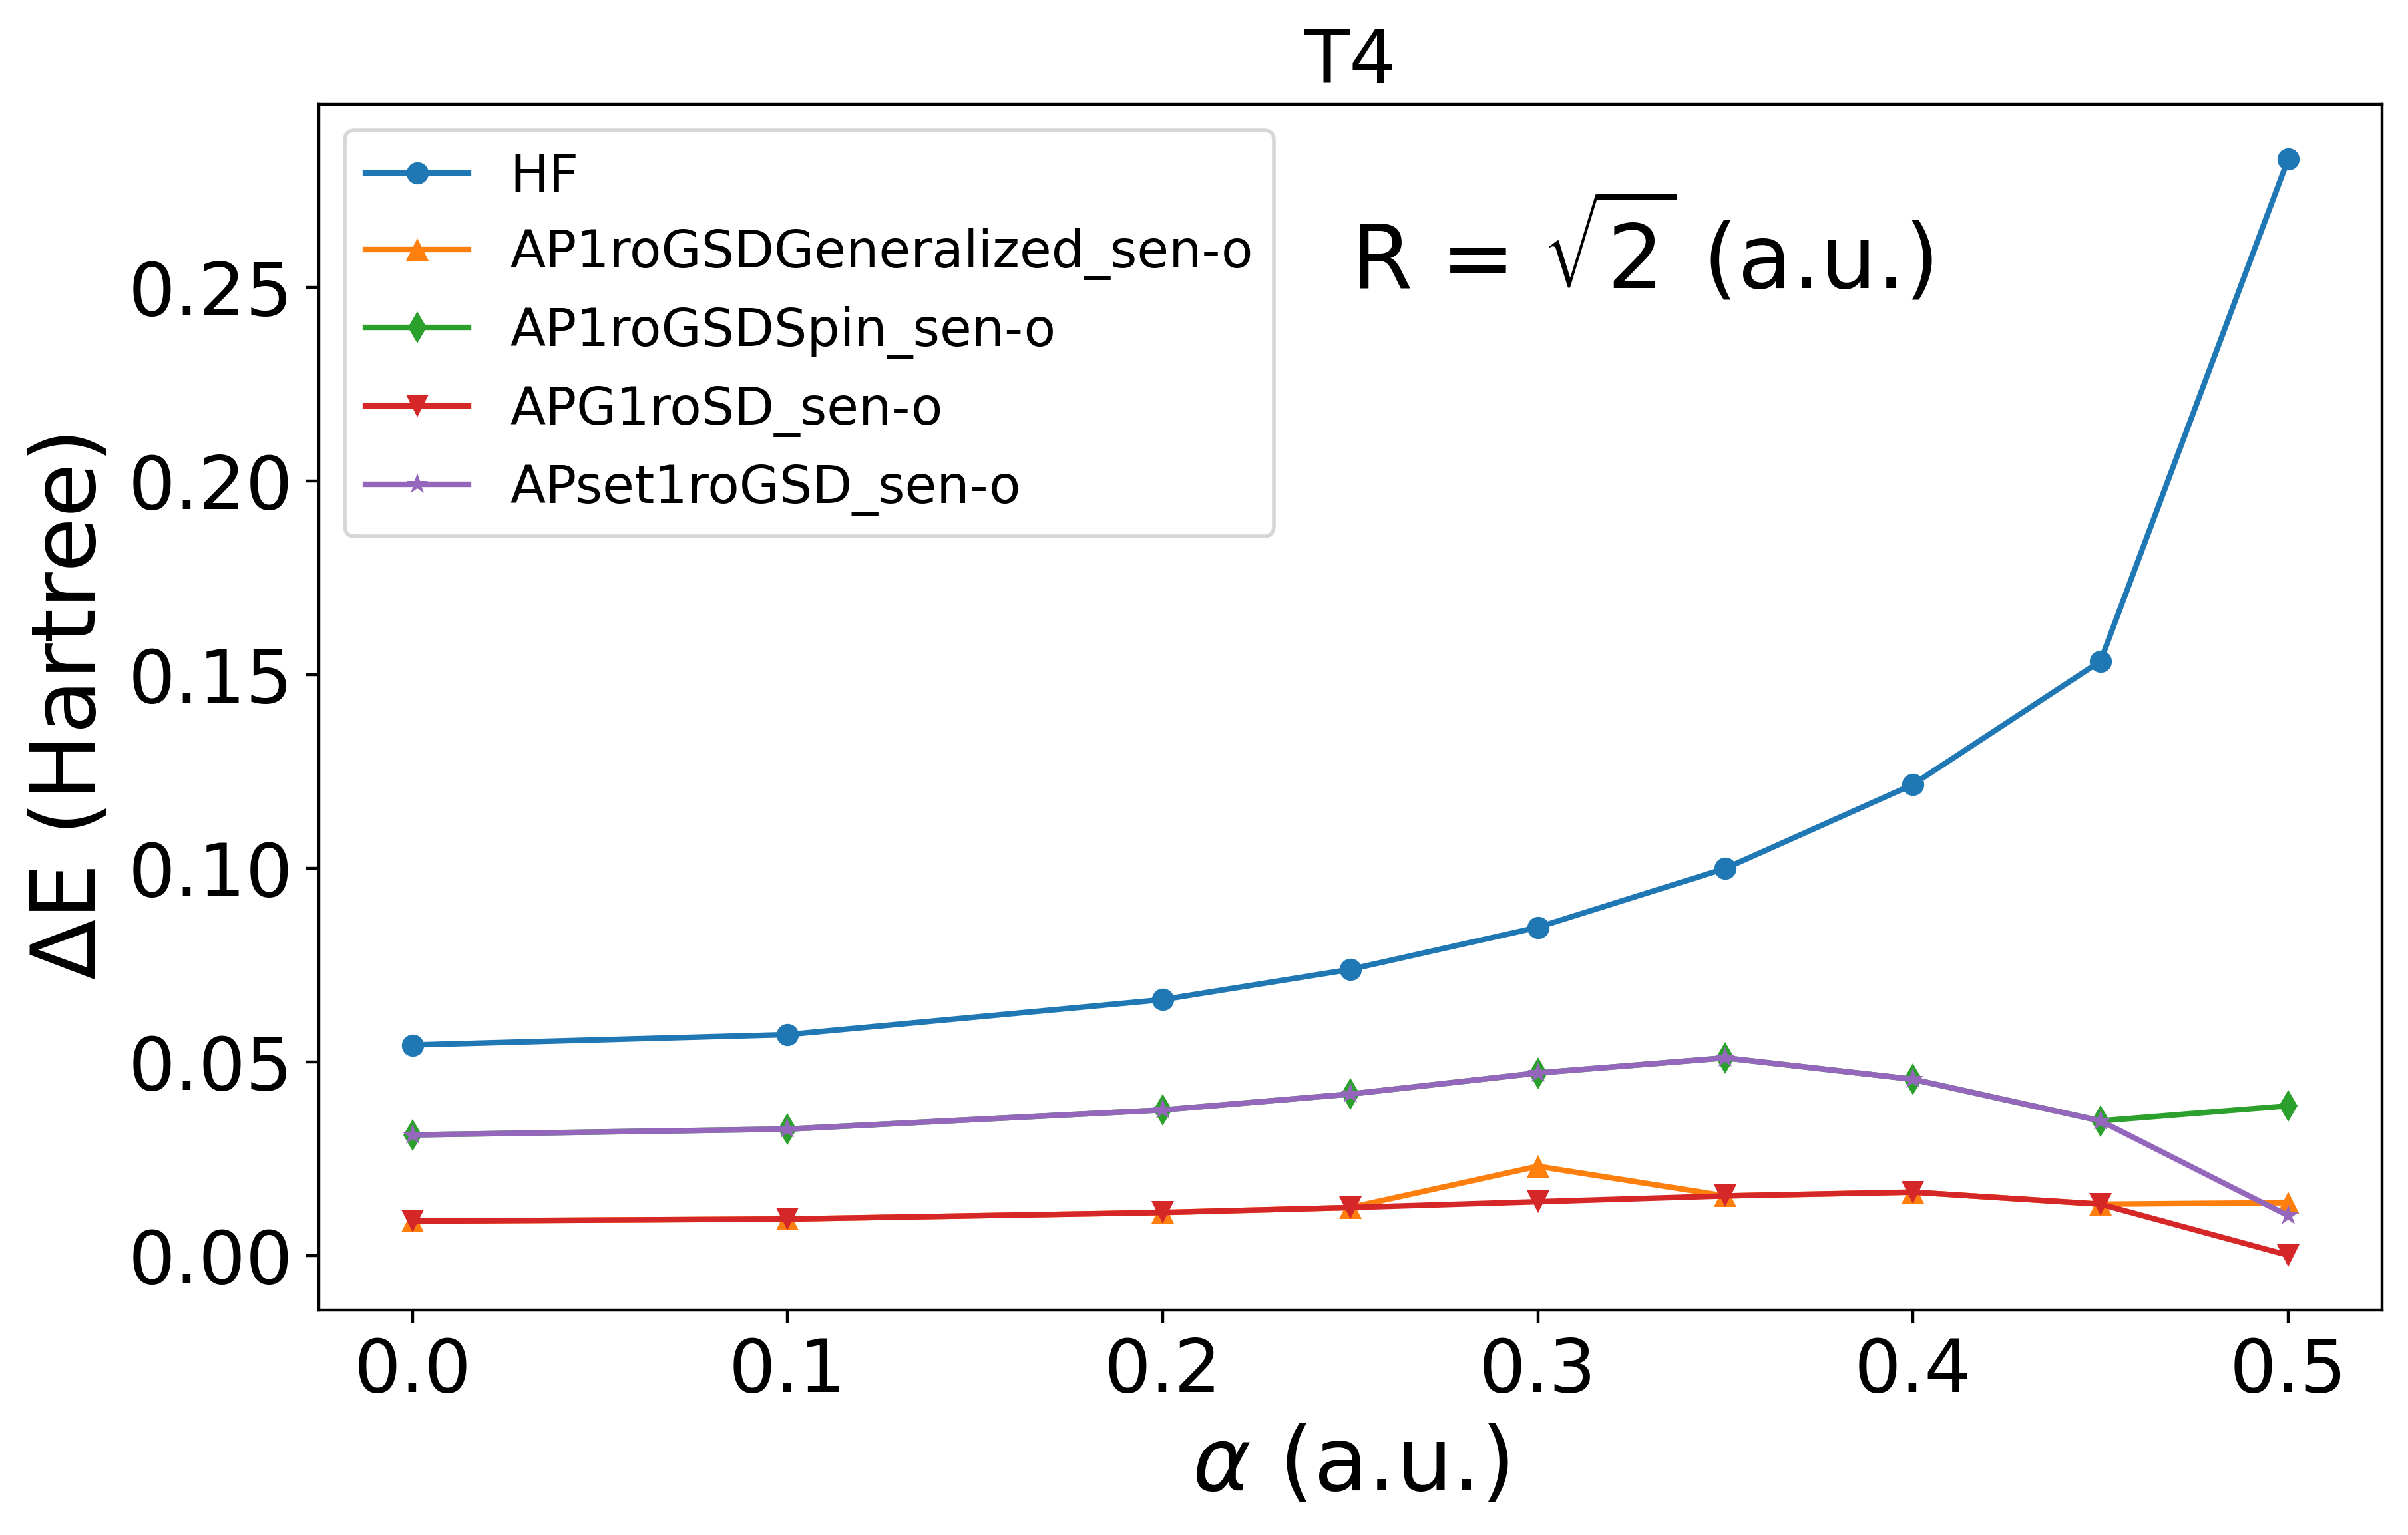 T4
HF
AP1roGSDGeneralized_sen-o
AP1roGSDSpin_sen-o
APG1roSD_sen-o
APset1roGSD_sen-o
R = √2 (a.u.)
ΔE (Hartree)
0.25
0.20
0.15
0.10
0.05
0.00
0.0 0.1 0.2 0.3 0.4 0.5
α (a.u.)